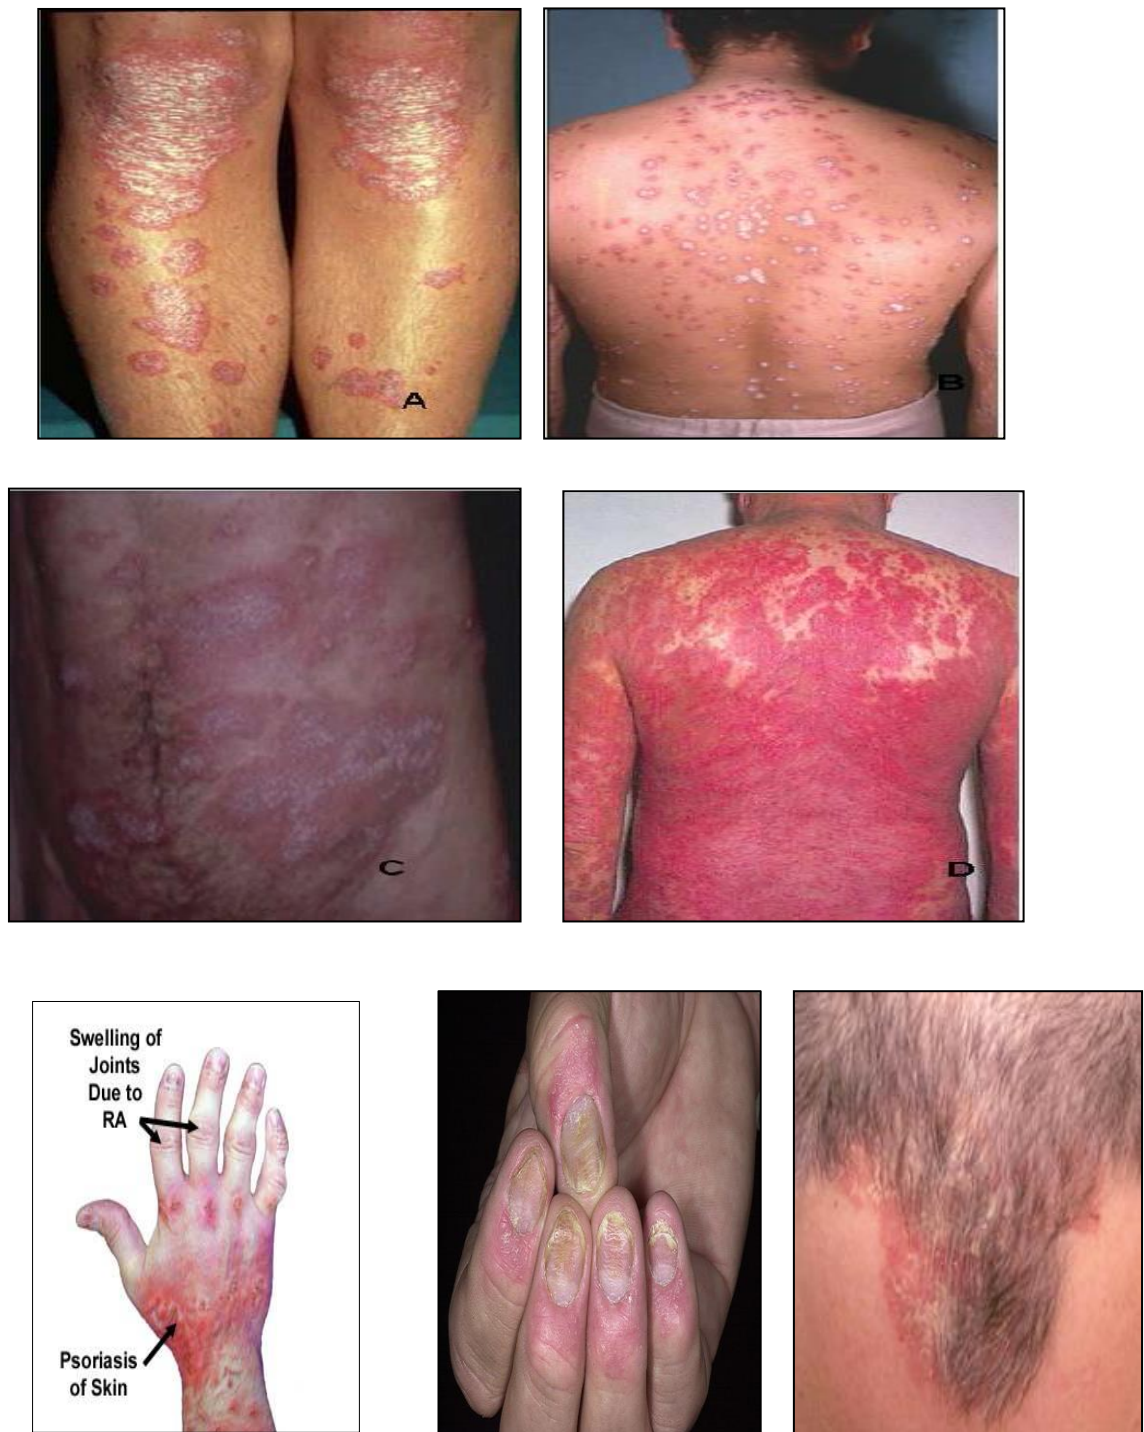 A
B
C
D
Swelling of
Joints
Due to
RA
Psoriasis
of Skin